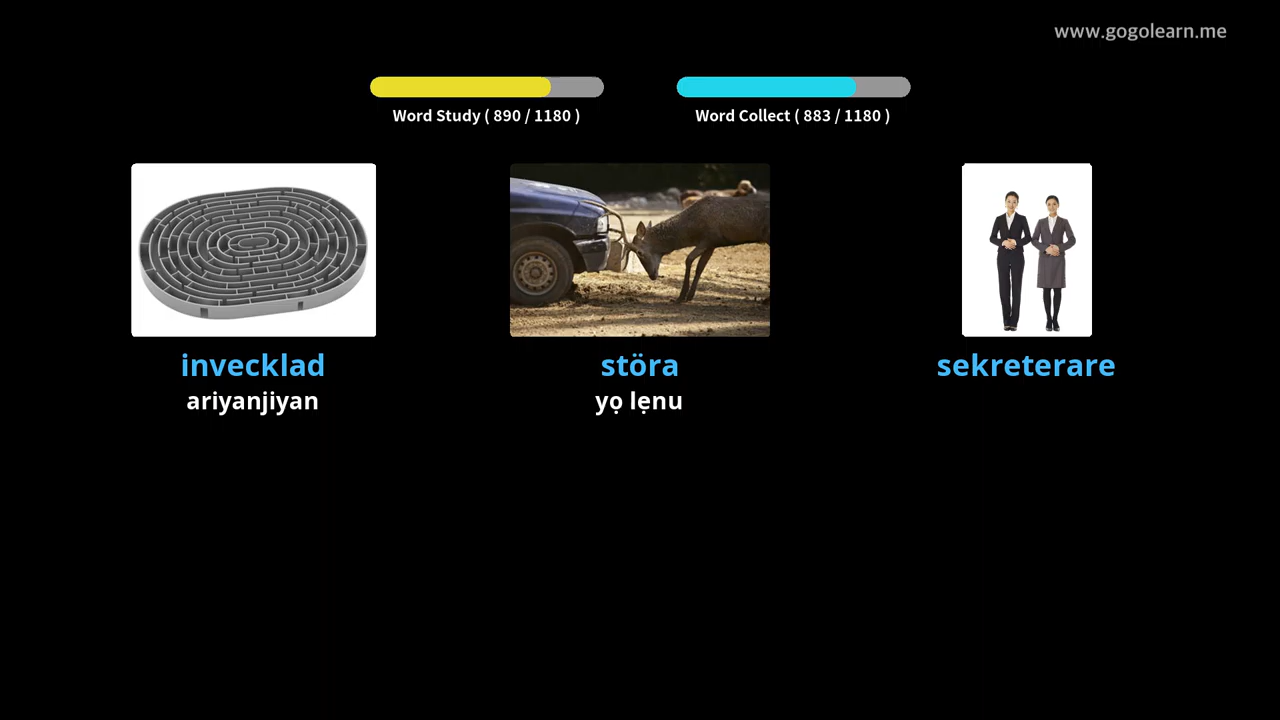 www.gogolearn.me
Word Study ( 890 / 1180 )
Word Collect ( 883 / 1180 )
invecklad
ariyanjiyan
störa
yọ lẹnu
sekreterare